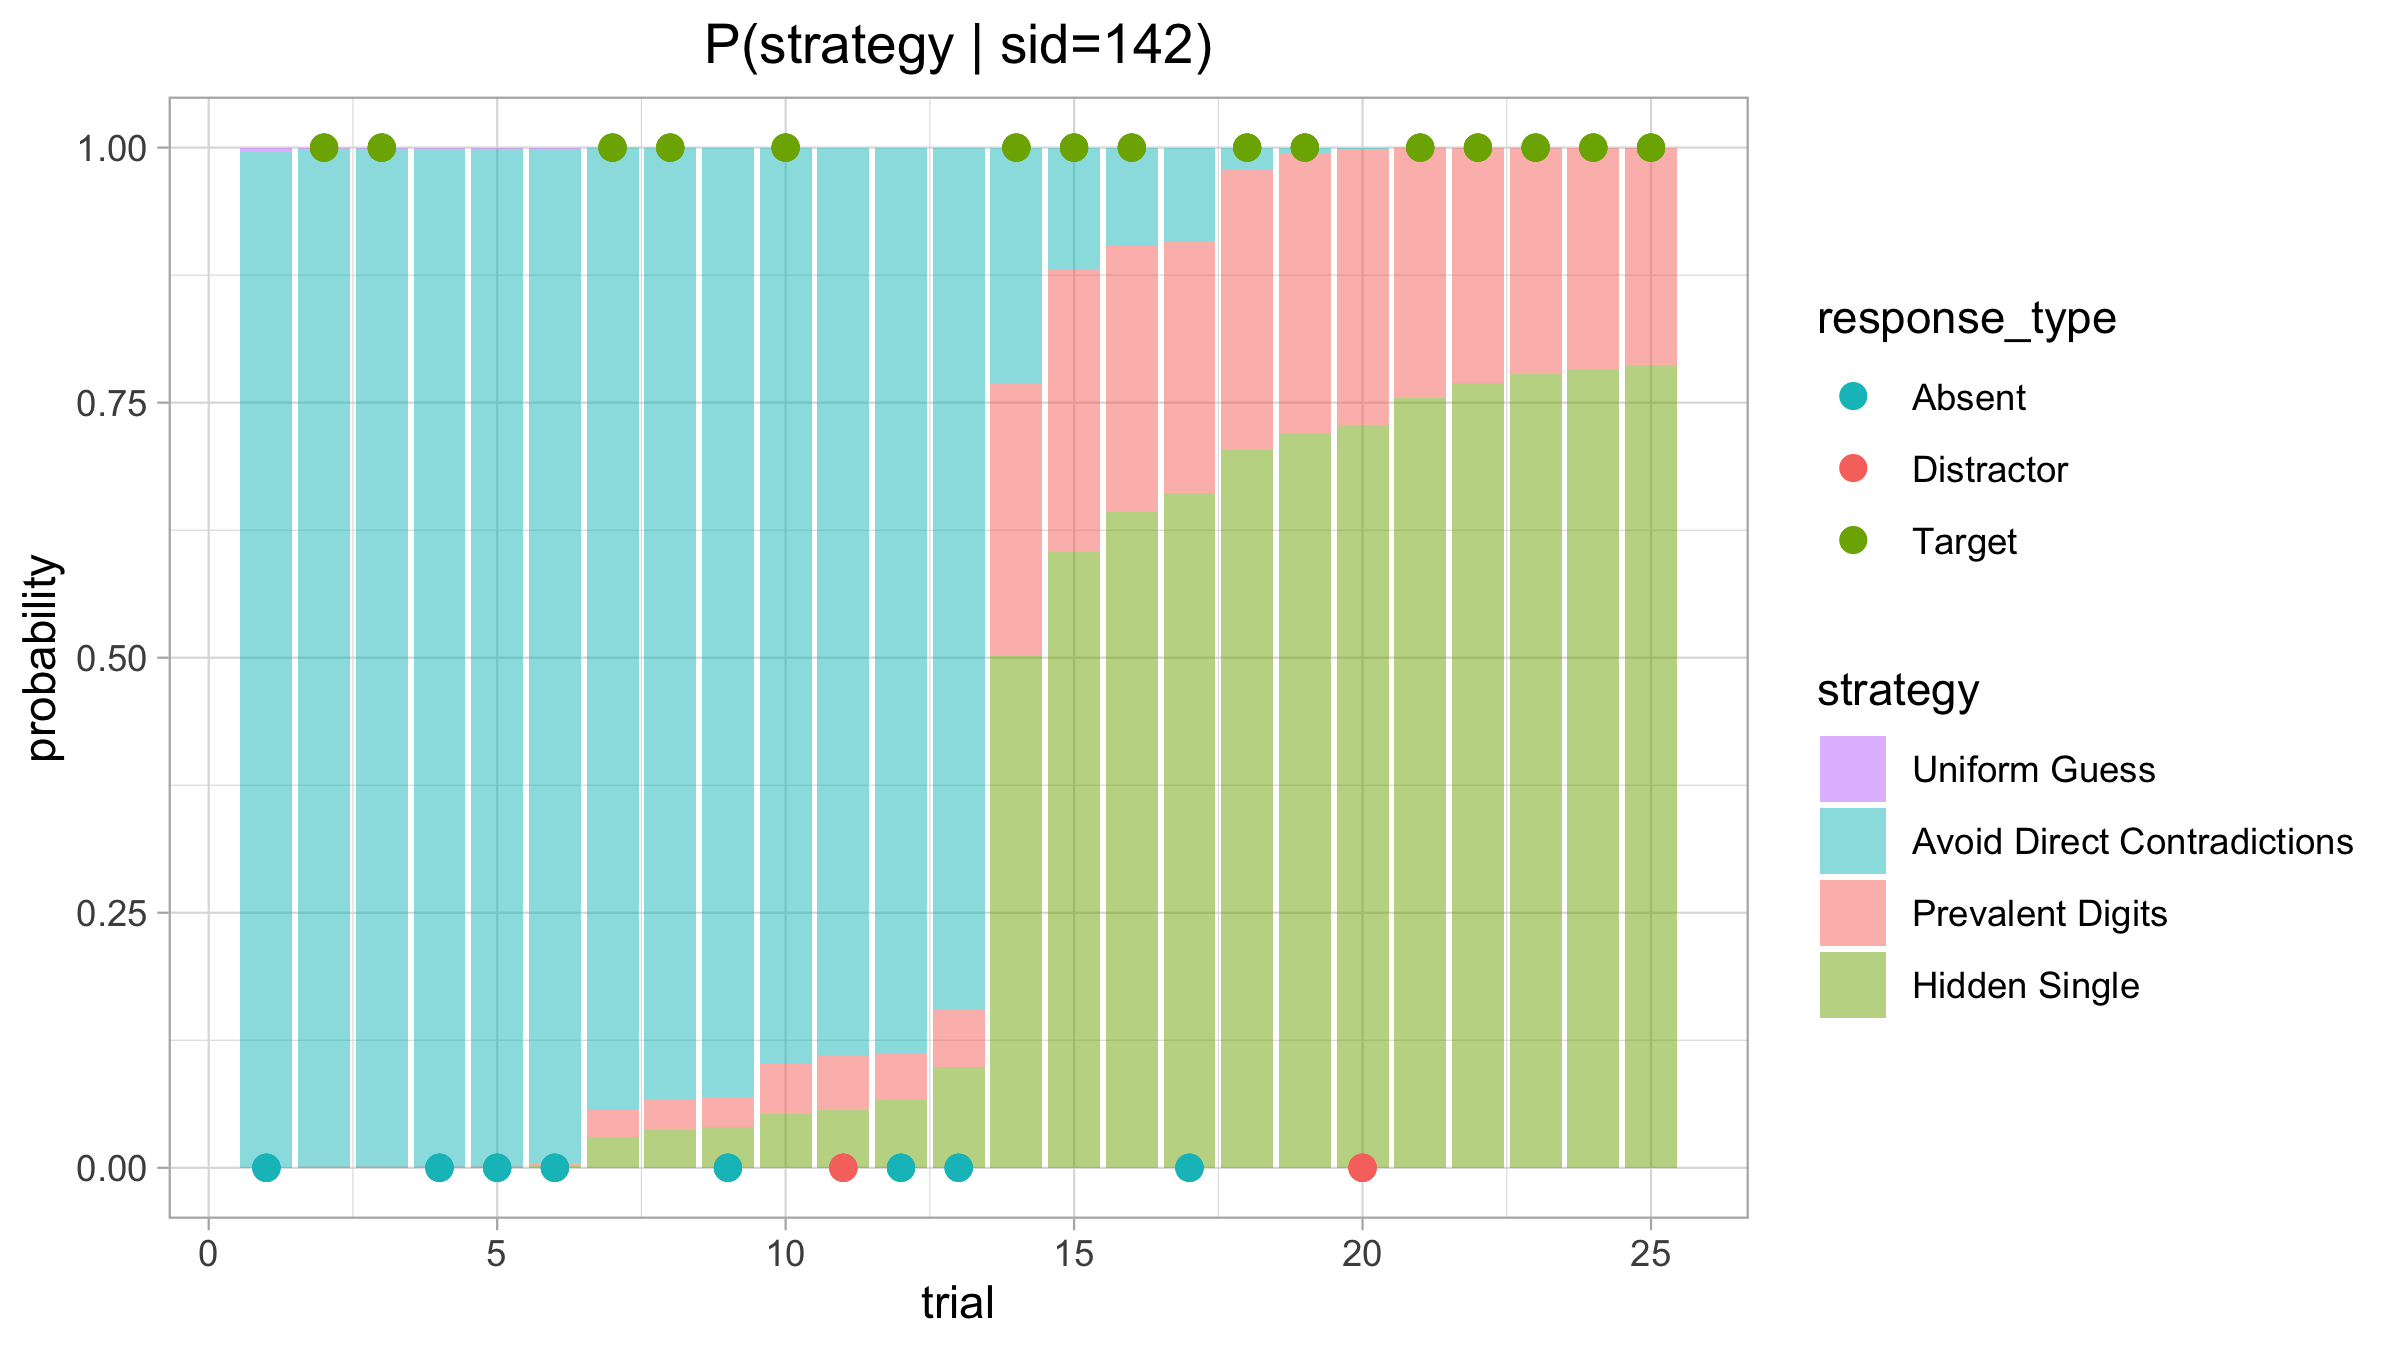 P(strategy | sid=142)
1.00
0.75
0.50
0.25
0.00
probability
0 5 10 15 20 25
trial
response_type
Absent
Distractor
Target
strategy
Uniform Guess
Avoid Direct Contradictions
Prevalent Digits
Hidden Single